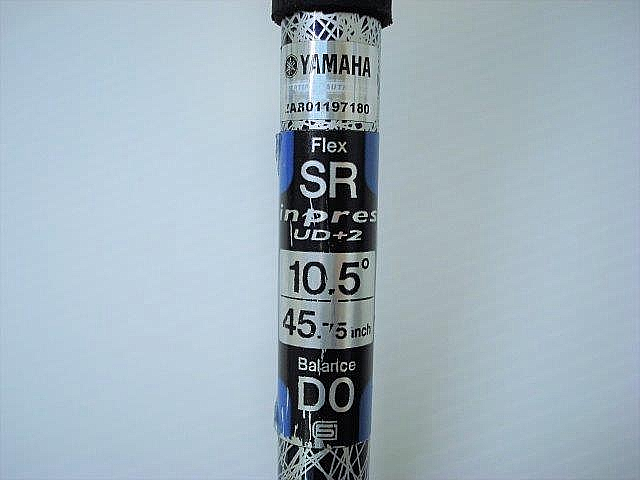 YAMAHA
AR01197180
Flex
SR
inpres
UD+2
10.5°
45.75 inch
Balance
D0